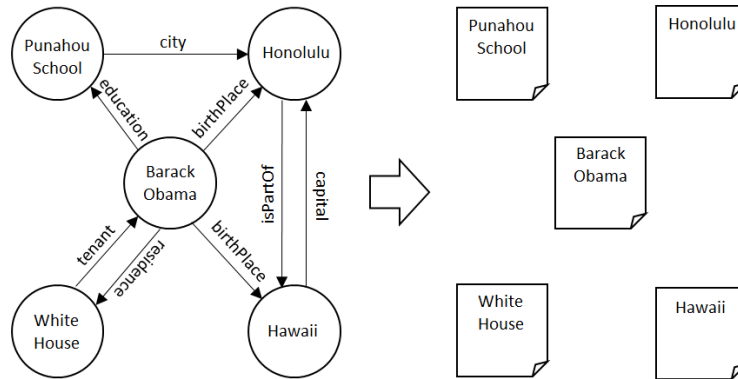 Punahou
School
city
Honolulu
education
birthPlace
Barack
Obama
isPartOf
capital
tenant
residence
birthPlace
White
House
Hawaii
Punahou
School
Honolulu
Barack
Obama
White
House
Hawaii